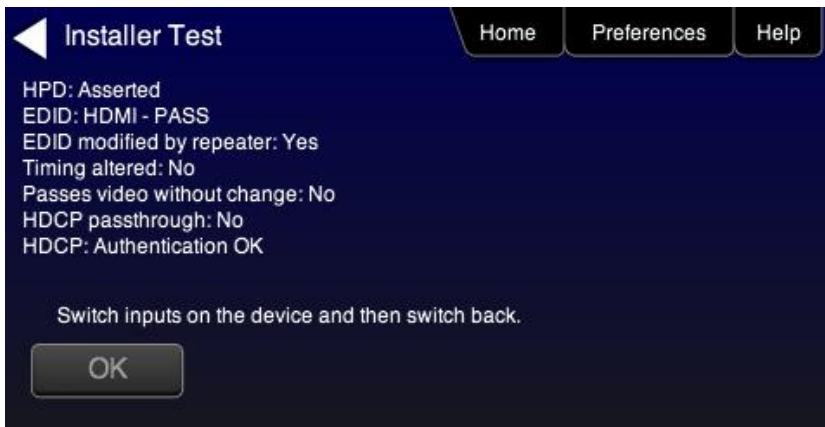 Installer Test
Home
Preferences
Help
HPD: Asserted
EDID: HDMI - PASS
EDID modified by repeater: Yes
Timing altered: No
Passes video without change: No
HDCP passthrough: No
HDCP: Authentication OK
Switch inputs on the device and then switch back.
OK